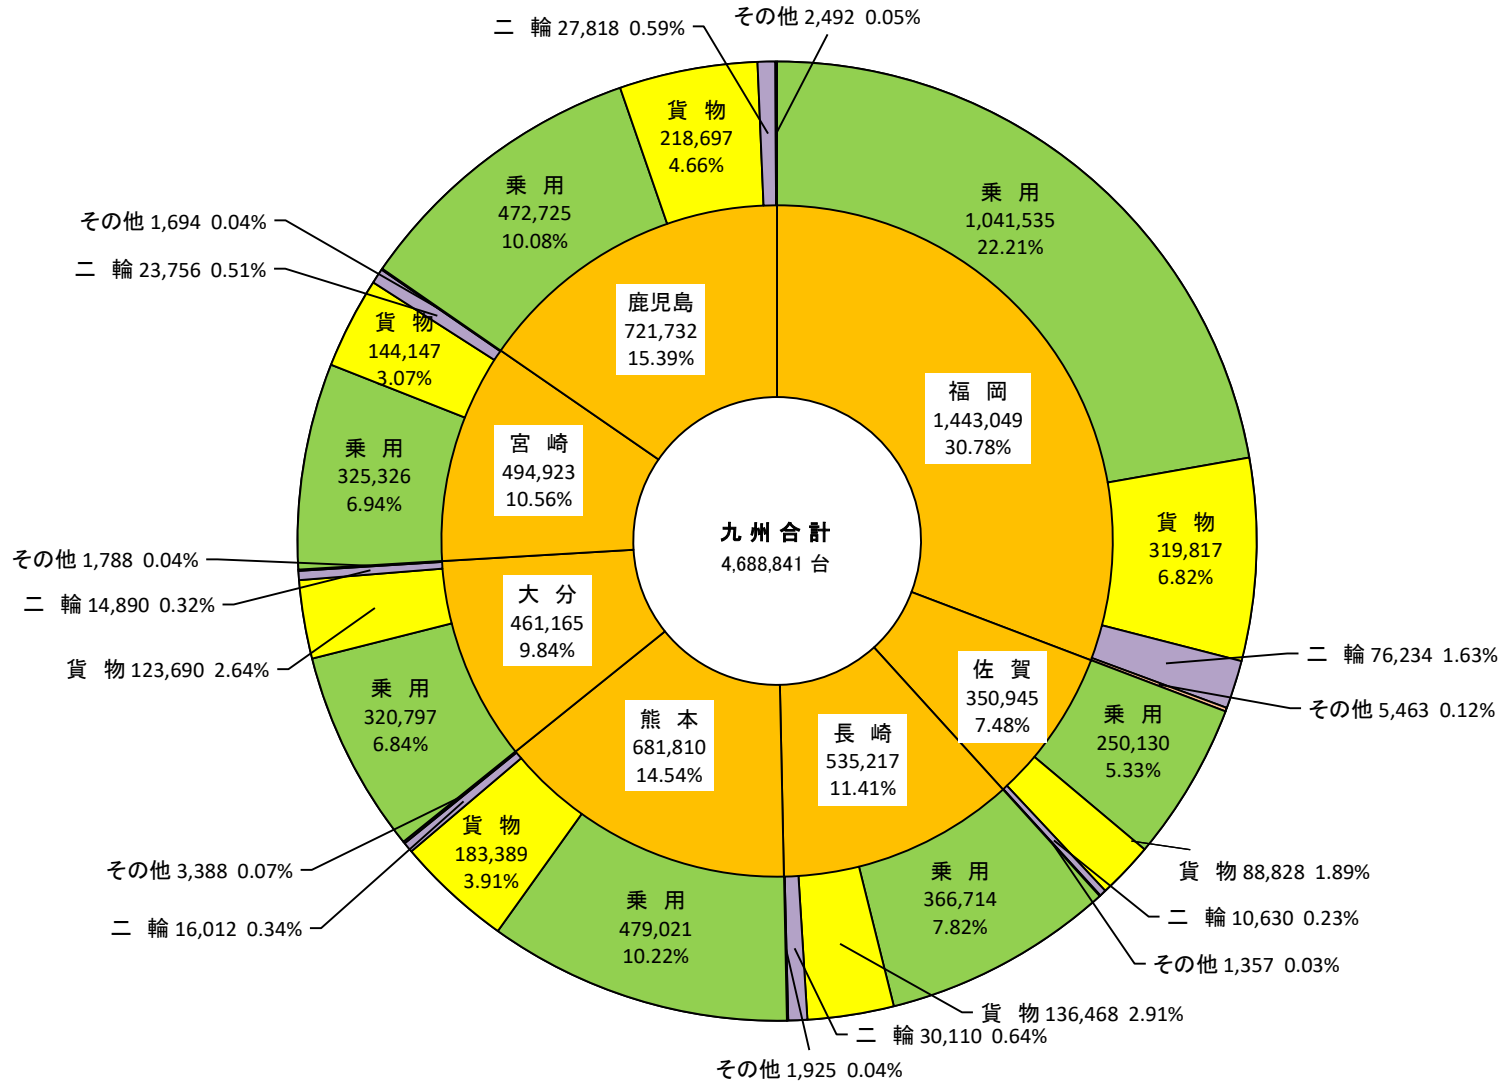 二 輪 27,818 0.59%
その他 2,492 0.05%
乗 用
1,041,535
22.21%
貨 物
319,817
6.82%
二 輪 76,234 1.63%
その他 5,463 0.12%
乗 用
250,130
5.33%
貨 物 88,828 1.89%
二 輪 10,630 0.23%
その他 1,357 0.03%
乗 用
366,714
7.82%
貨 物 136,468 2.91%
二 輪 30,110 0.64%
その他 1,925 0.04%
乗 用
479,021
10.22%
貨 物
183,389
3.91%
二 輪 16,012 0.34%
その他 3,388 0.07%
乗 用
320,797
6.84%
貨 物 123,690 2.64%
二 輪 14,890 0.32%
その他 1,788 0.04%
乗 用
325,326
6.94%
貨 物
144,147
3.07%
二 輪 23,756 0.51%
その他 1,694 0.04%
乗 用
472,725
10.08%
貨 物
218,697
4.66%
福 岡
1,443,049
30.78%
佐 賀
350,945
7.48%
長 崎
535,217
11.41%
熊 本
681,810
14.54%
大 分
461,165
9.84%
宮 崎
494,923
10.56%
鹿児島
721,732
15.39%
九 州 合 計
4,688,841 台